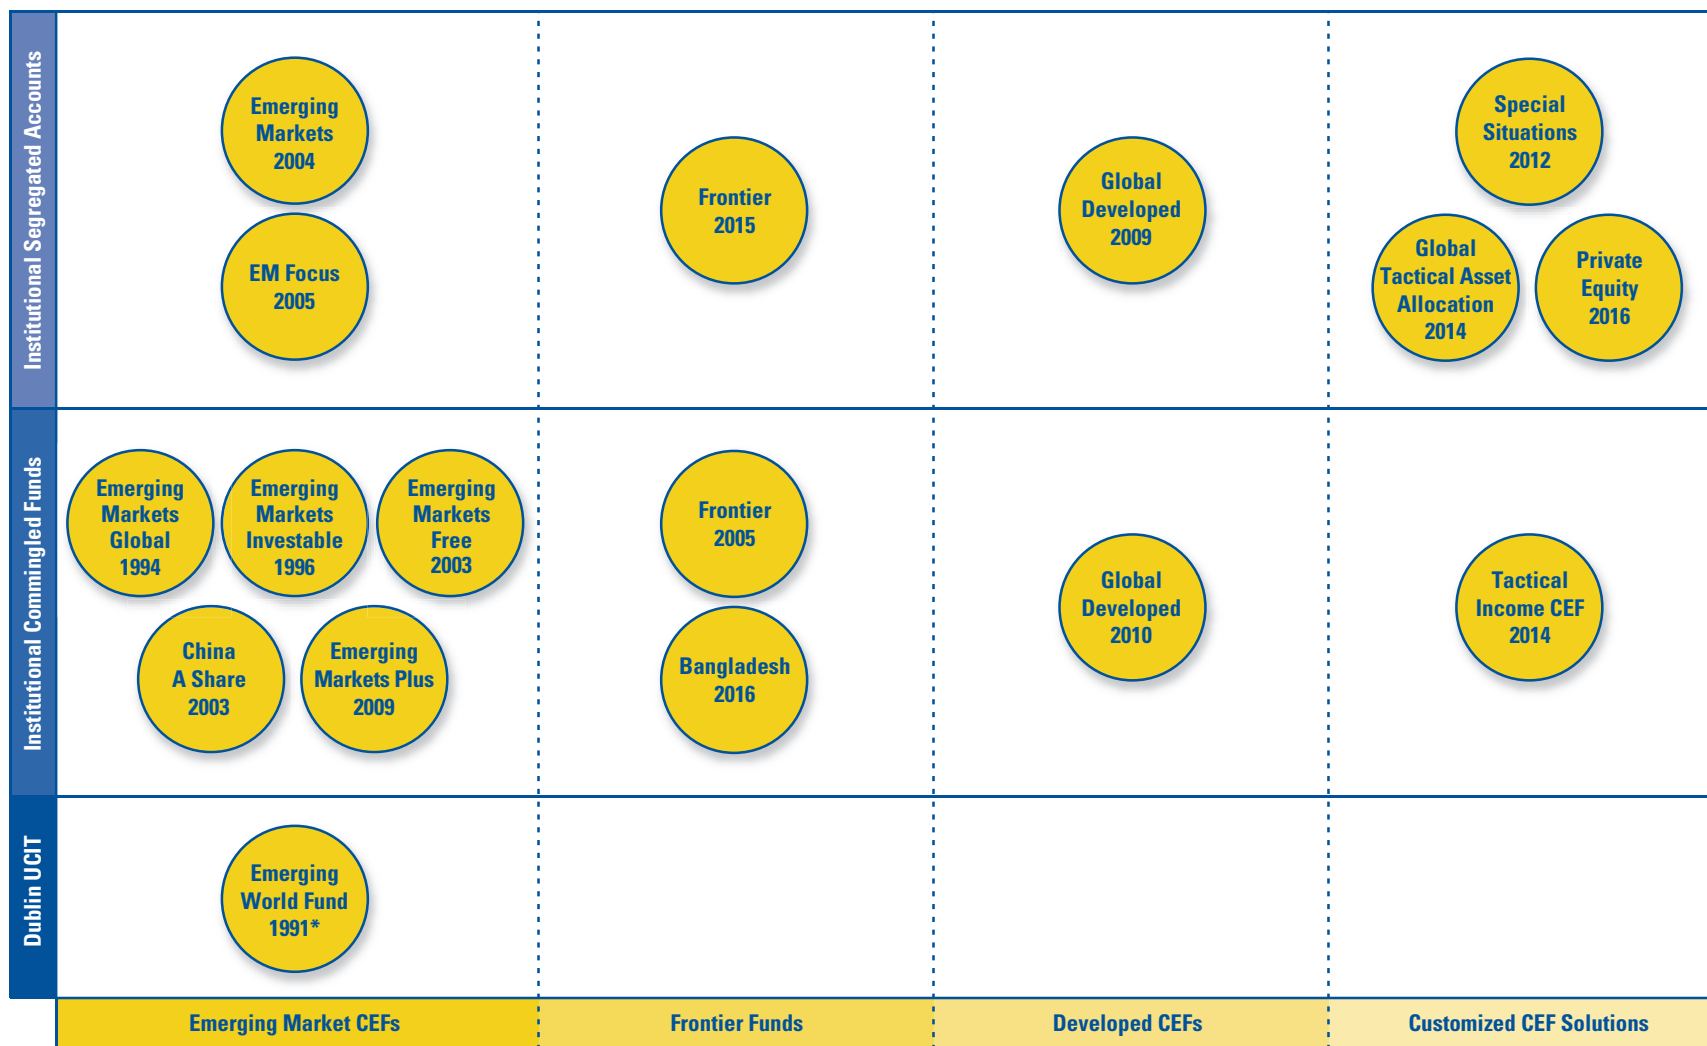 Institutional Segregated Accounts
Emerging
Markets
2004
EM Focus
2005
Frontier
2015
Global
Developed
2009
Special
Situations
2012
Global
Tactical Asset
Allocation
2014
Private
Equity
2016
Institutional Commingled Funds
Emerging
Markets
Global
1994
Emerging
Markets
Investable
1996
Emerging
Markets
Free
2003
China
A Share
2003
Emerging
Markets Plus
2009
Frontier
2005
Bangladesh
2016
Global
Developed
2010
Tactical
Income CEF
2014
Dublin UCIT
Emerging
World Fund
1991*
Emerging Market CEFs
Frontier Funds
Developed CEFs
Customized CEF Solutions